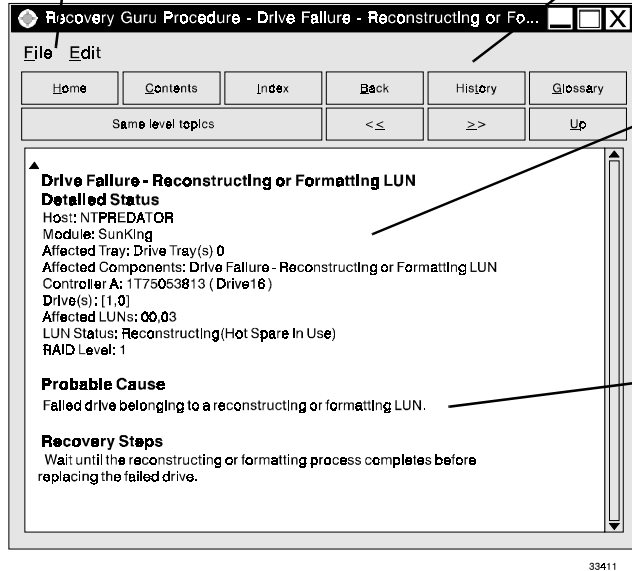 Recovery Guru Procedure - Drive Failure - Reconstructing or Fo...
File Edit
Home Contents Index Back History Glossary
Same level topics << >> Up
Drive Failure - Reconstructing or Formatting LUN
Detailed Status
Host: NTPREDATOR
Module: SunKing
Affected Tray: Drive Tray(s) 0
Affected Components: Drive Failure - Reconstructing or Formatting LUN
Controller A: 1T75053813 ( Drive16 )
Drive(s): [1,0]
Affected LUNs: 00,03
LUN Status: Reconstructing(Hot Spare In Use)
RAID Level: 1
Probable Cause
Failed drive belonging to a reconstructing or formatting LUN.
Recovery Steps
Wait until the reconstructing or formatting process completes before
replacing the failed drive.
33411